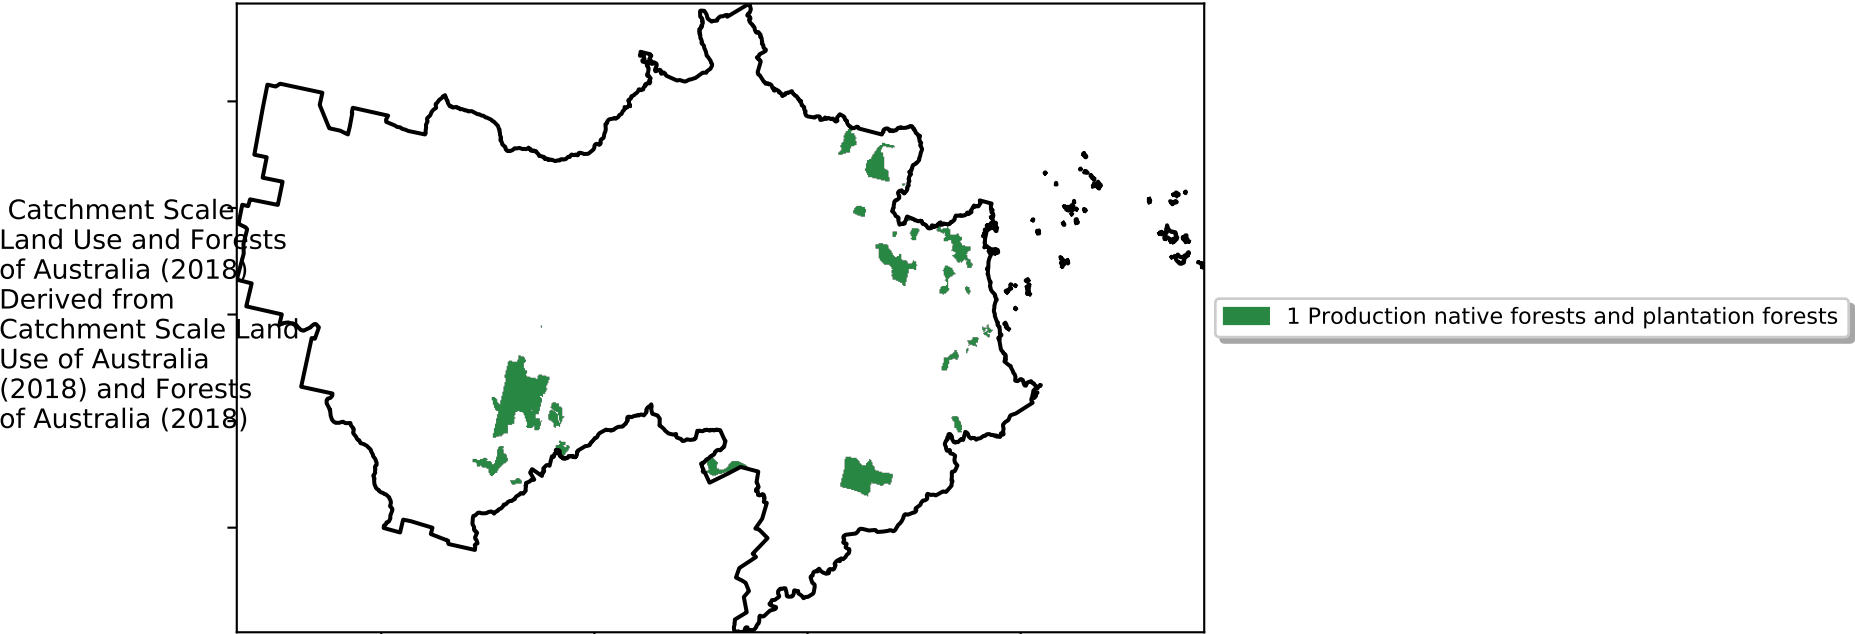 Catchment Scale
Land Use and Forests
of Australia (2018)
Derived from
Catchment Scale Land
Use of Australia
(2018) and Forests
of Australia (2018)
1 Production native forests and plantation forests